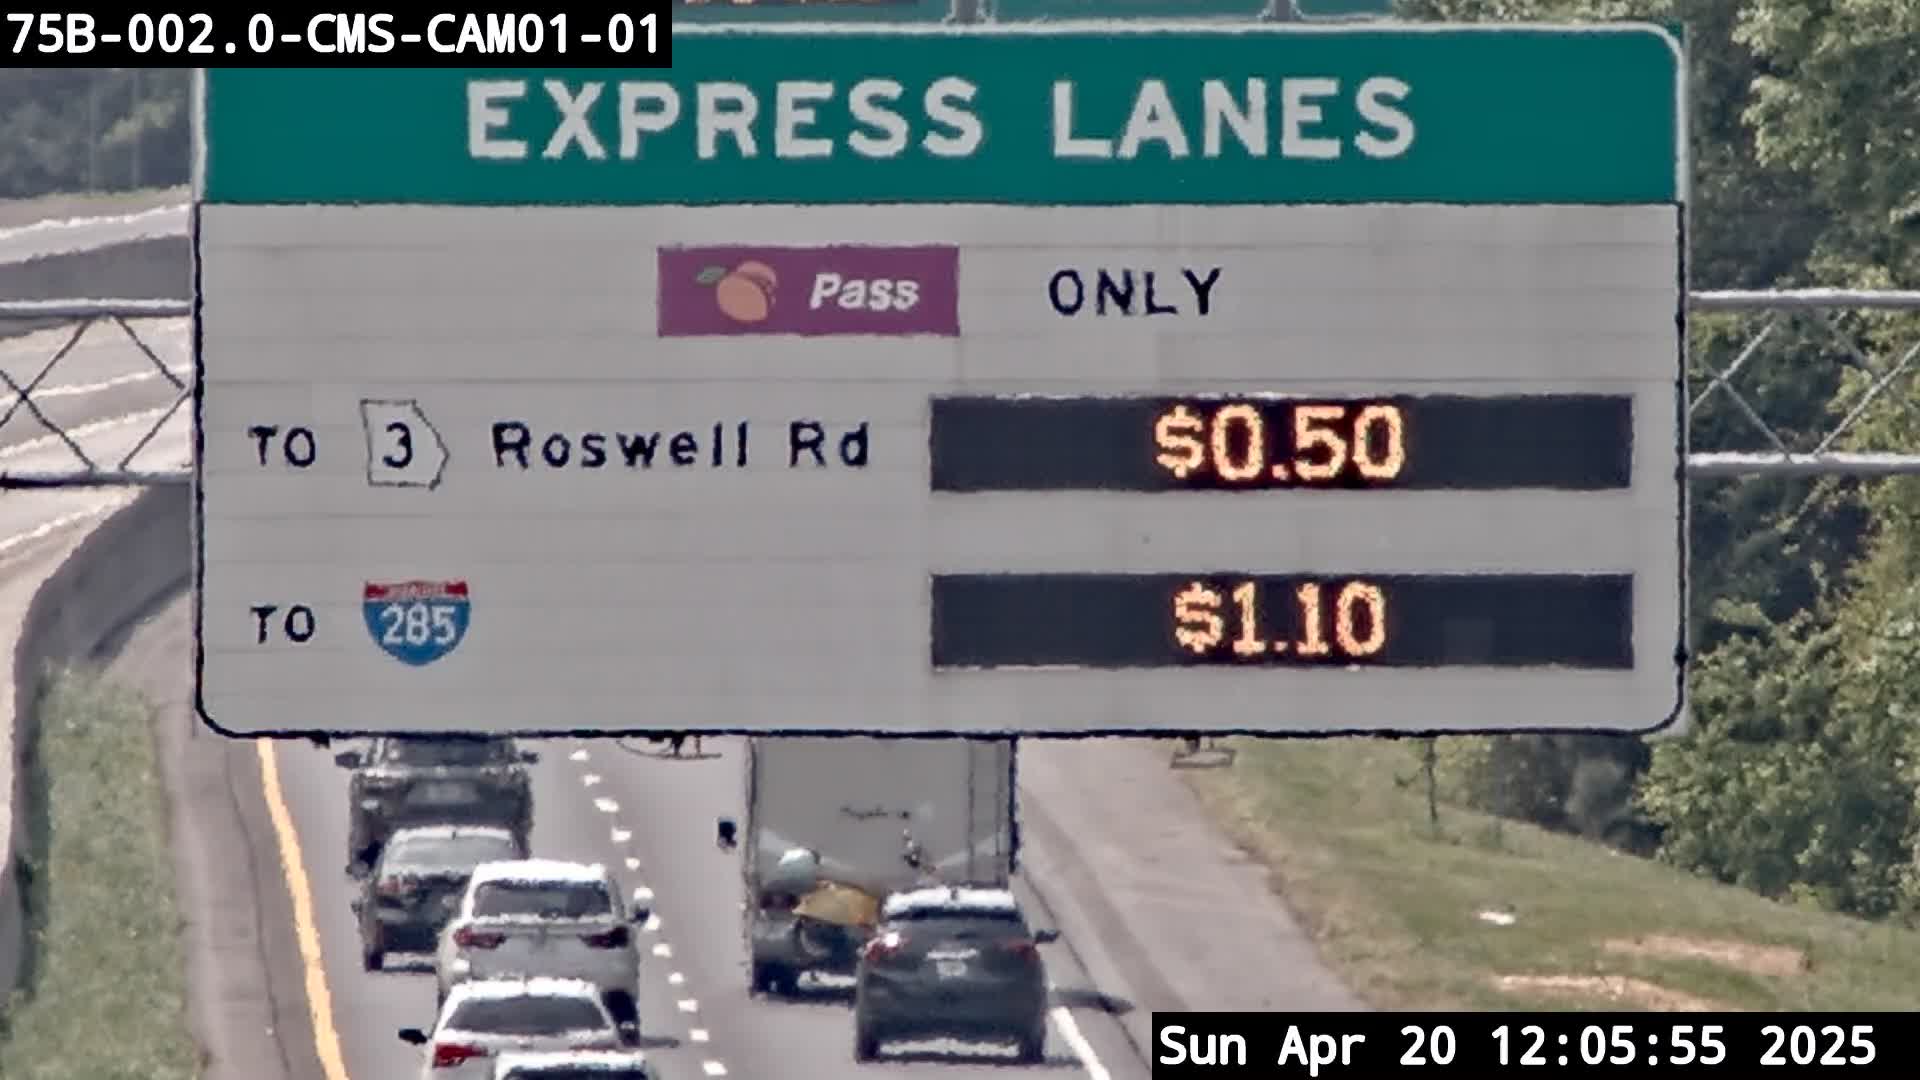 75B-002.0-CMS-CAM01-01
EXPRESS LANES
Pass ONLY
TO 3 Roswell Rd $0.50
TO 285 $1.10
Sun Apr 20 12:05:55 2025